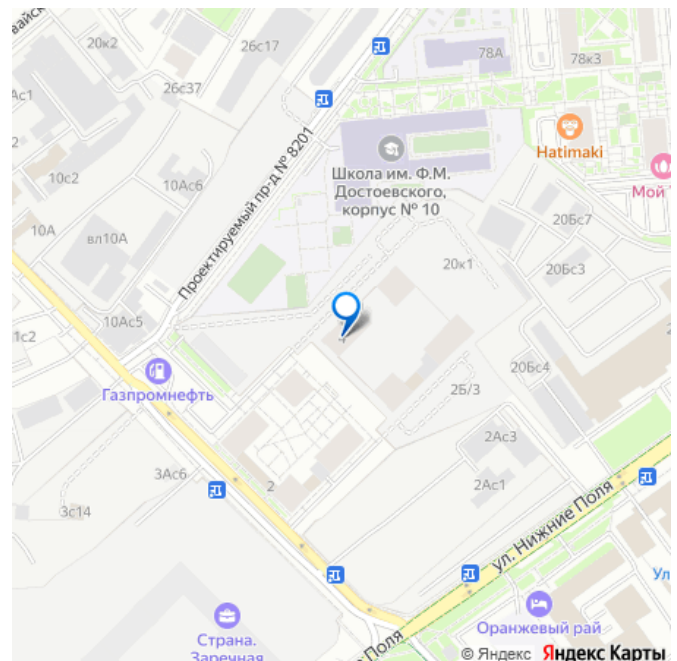 20к2
26с17
26с37
78А
78к3
Ас1
Проектируемый пр-д № 8201
Hatimaki
Школа им. Ф.М.
Достоевского,
корпус № 10
Мой
10с2
10Ас6
10А
вл10А
20Бс7
20к1
20Бс3
10Ас5
1с2
Газпромнефть
20Бс4
2Б/3
2Ас3
3Ас6
2
2Ас1
3с14
ул. Нижние Поля
Ул
Оранжевый рай
Страна.
Заречная
Поля
© Яндекс Яндекс Карты